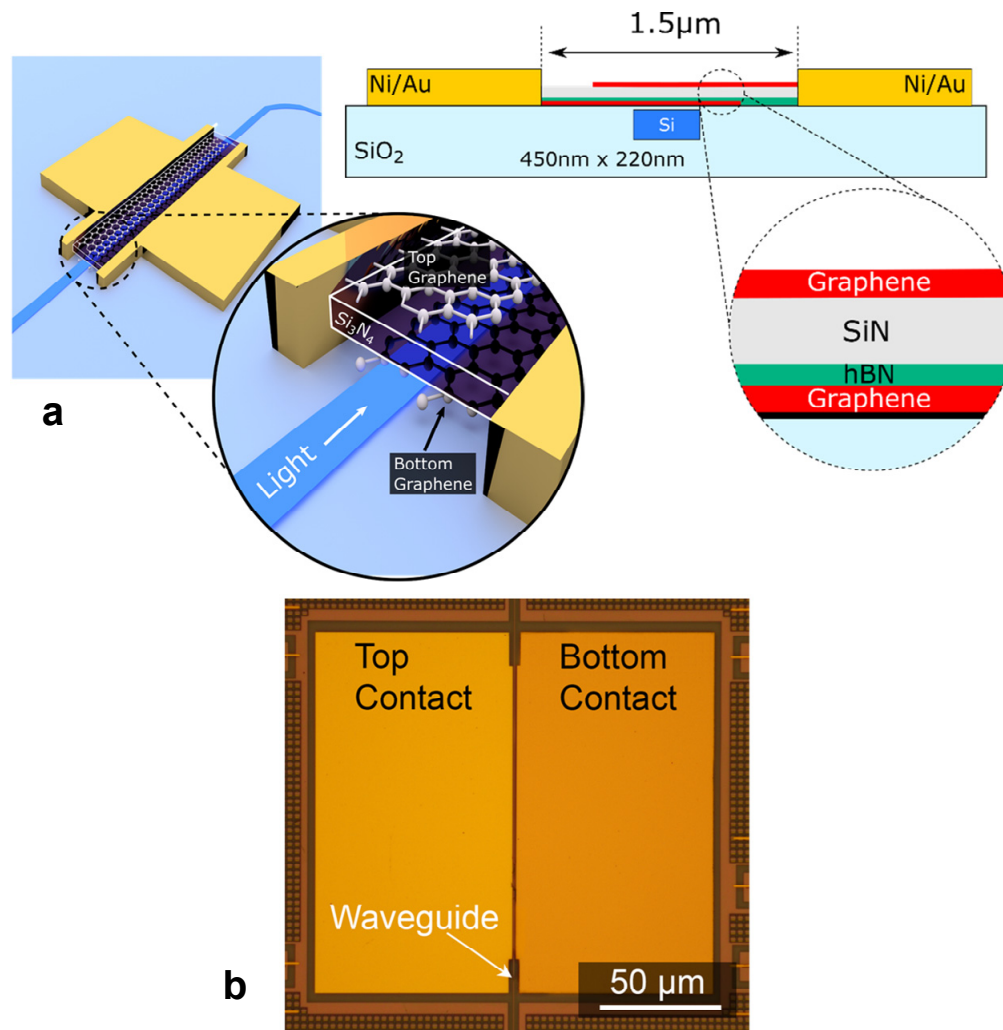 1.5μm
Ni/Au
Ni/Au
Si
SiO₂
450nm x 220nm
Top
Graphene
Si₃N₄
Light
Bottom
Graphene
Graphene
SiN
hBN
Graphene
a
Top
Contact
Bottom
Contact
Waveguide
50 μm
b